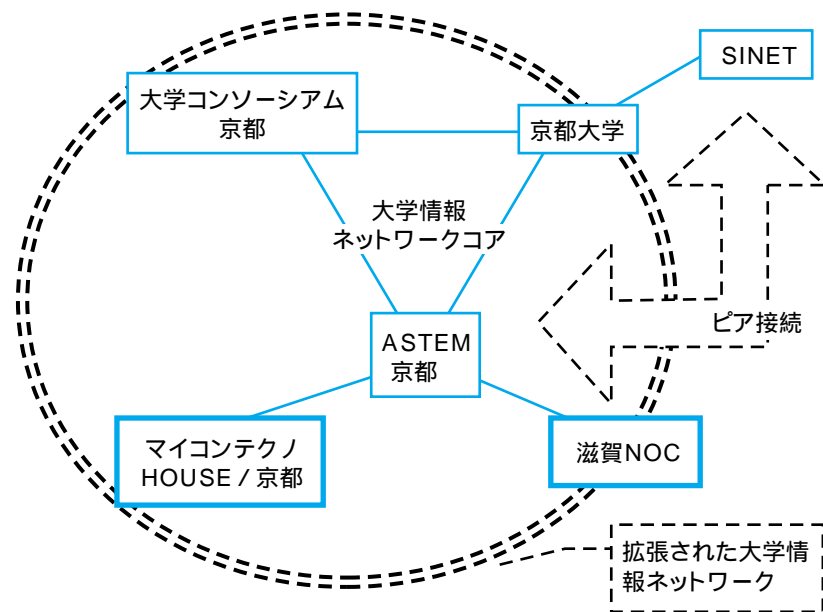 SINET
大学コンソーシアム
京都
京都大学
大学情報
ネットワークコア
ピア接続
ASTEM
京都
マイコンテクノ
HOUSE / 京都
滋賀NOC
拡張された大学情
報ネットワーク